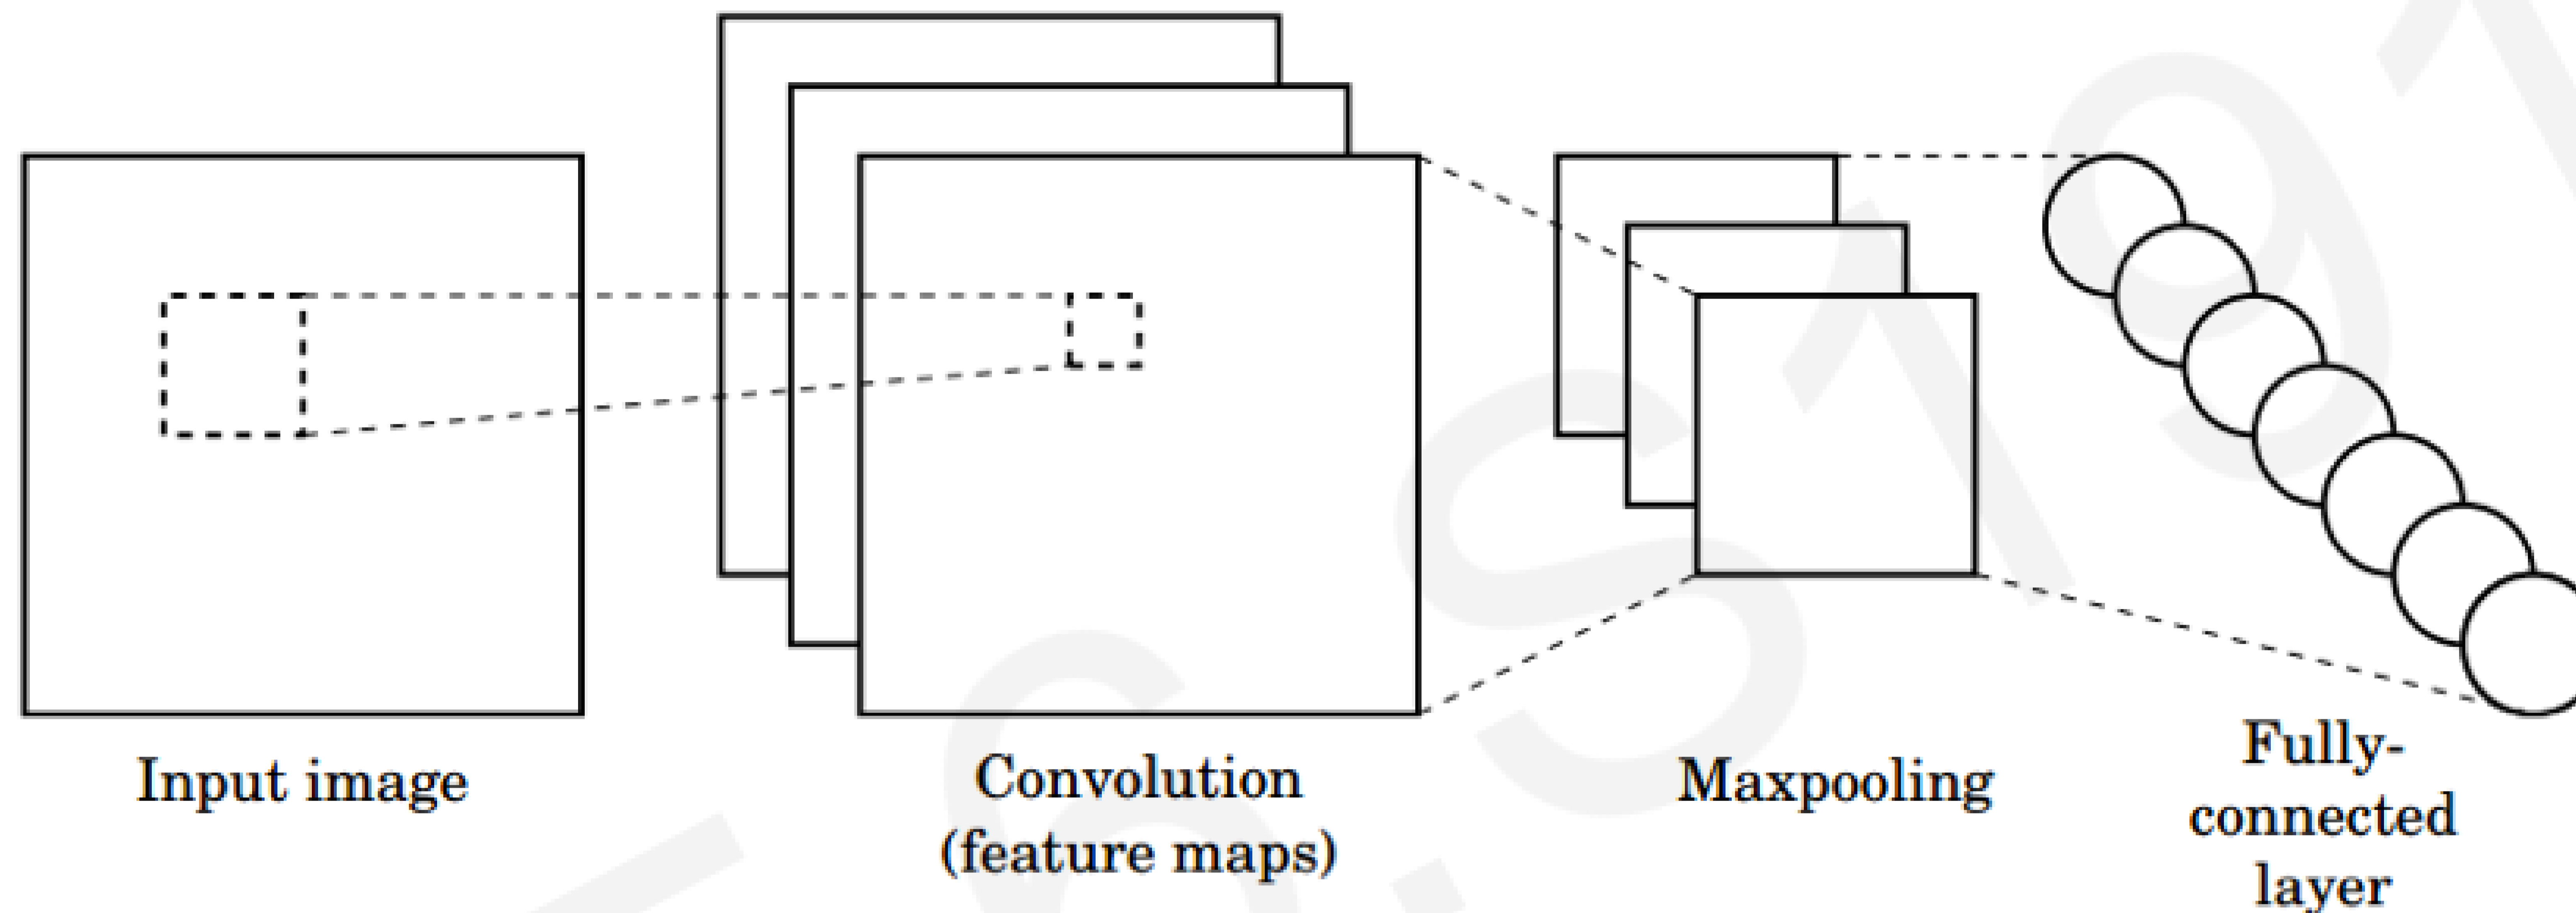 Input image
Convolution
(feature maps)
Maxpooling
Fully-
connected
layer